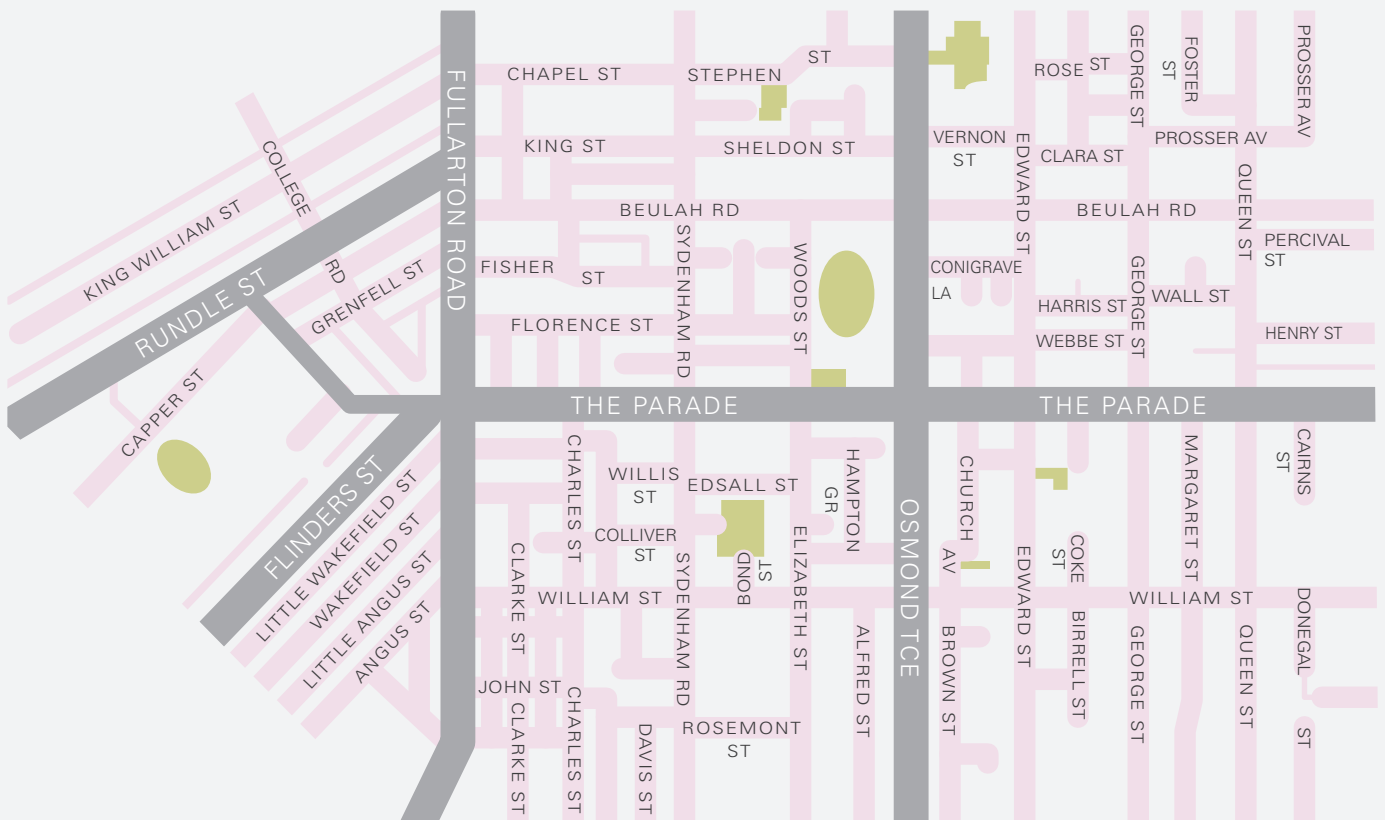 CHAPEL ST
STEPHEN
ST
ROSE ST
GEORGE ST
FOSTER
ST
PROSSER AV
FULLARTON ROAD
COLLEGE
RD
KING ST
SHELDON ST
VERNON
ST
EDWARD ST
CLARA ST
PROSSER AV
QUEEN ST
KING WILLIAM ST
BEULAH RD
BEULAH RD
PERCIVAL
ST
RUNDLE ST
GRENFELL ST
FISHER
ST
SYDENHAM RD
WOODS ST
CONIGRAVE
LA
GEORGE ST
HARRIS ST
WALL ST
FLORENCE ST
WEBBE ST
HENRY ST
CAPPER ST
THE PARADE
THE PARADE
FLINDERS ST
CHARLES ST
WILLIS
ST
EDSALL ST
HAMPTON
GR
CHURCH
AV
MARGARET ST
CAIRNS
ST
LITTLE WAKEFIELD ST
WAKEFIELD ST
LITTLE ANGUS ST
ANGUS ST
CLARKE ST
COLLIVER
ST
SYDENHAM RD
BOND
ST
ELIZABETH ST
OSMOND TCE
EDWARD ST
COKE
ST
WILLIAM ST
WILLIAM ST
DONEGAL
ST
ALFRED ST
BROWN ST
BIRRELL ST
GEORGE ST
QUEEN ST
JOHN ST
CLARKE ST
CHARLES ST
DAVIS ST
ROSEMONT
ST